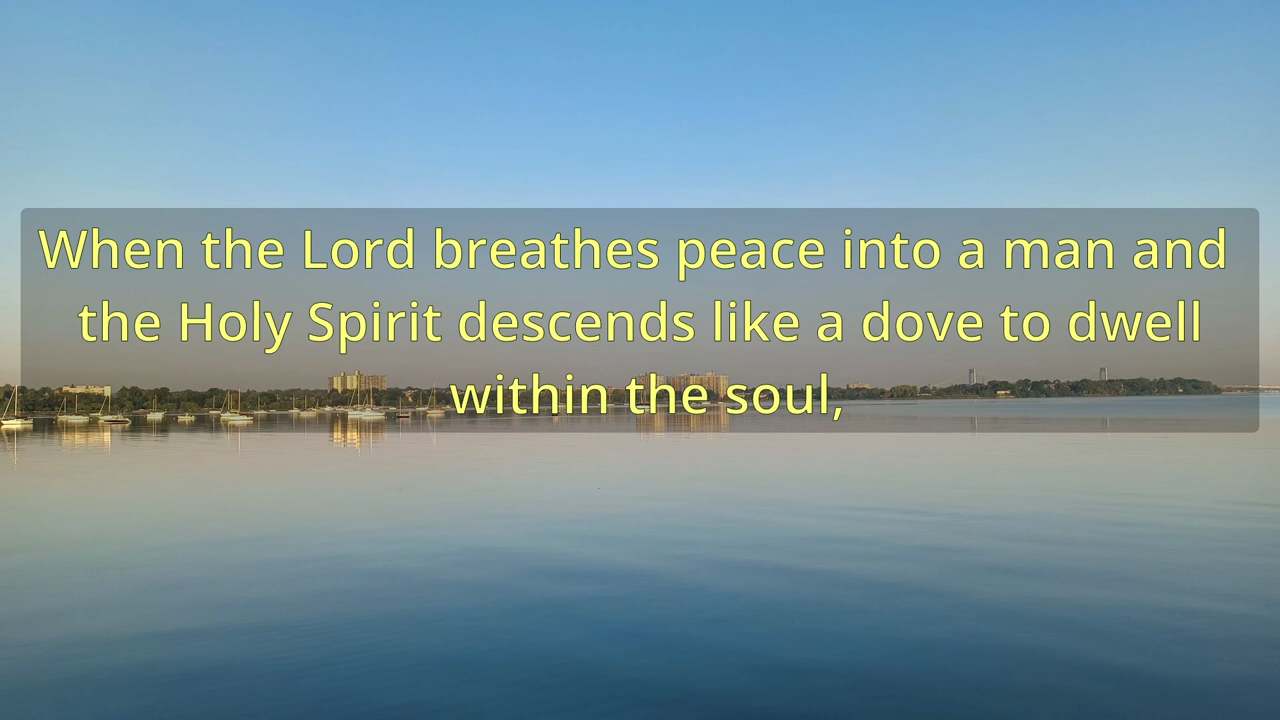 When the Lord breathes peace into a man and
the Holy Spirit descends like a dove to dwell
within the soul,